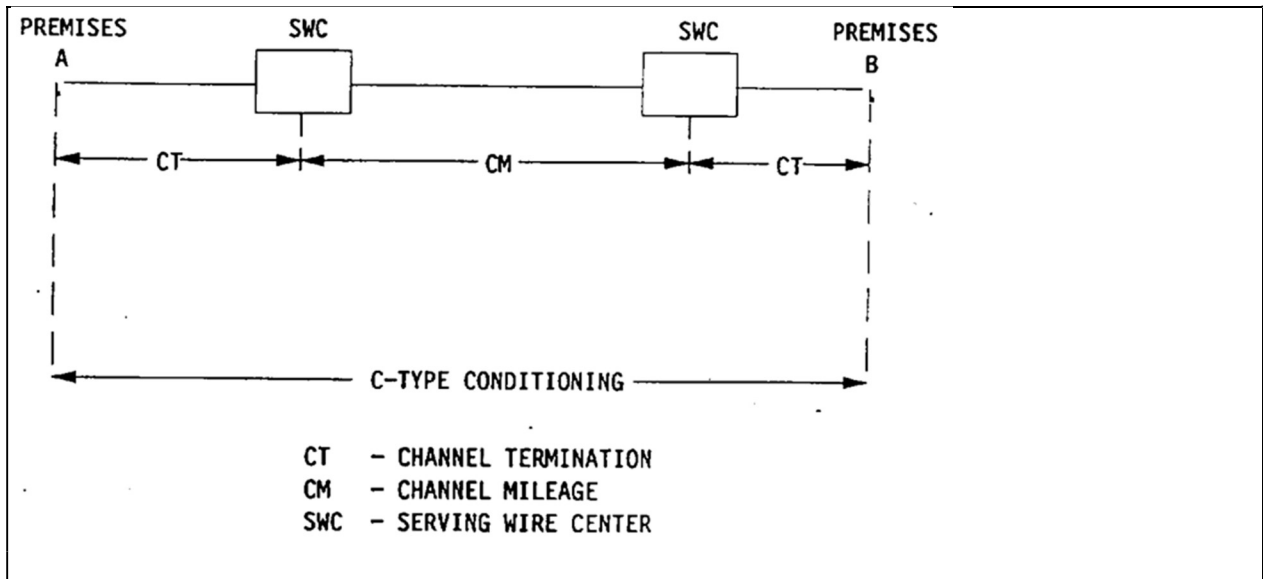 PREMISES
A
SWC
SWC
PREMISES
B
CT
CM
CT
C-TYPE CONDITIONING
CT - CHANNEL TERMINATION
CM - CHANNEL MILEAGE
SWC - SERVING WIRE CENTER